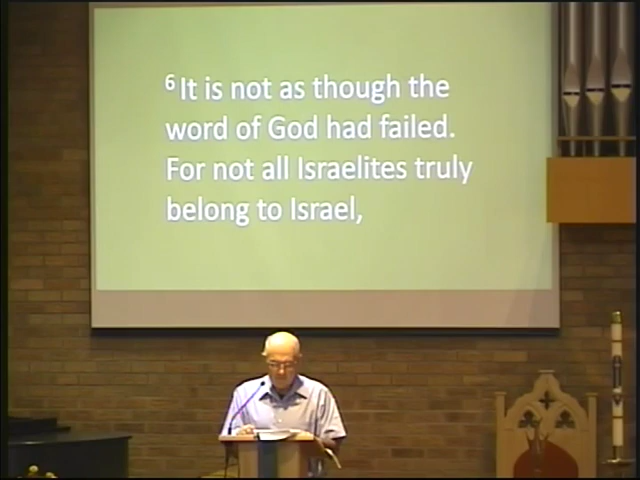 6 It is not as though the
word of God had failed.
For not all Israelites truly
belong to Israel,